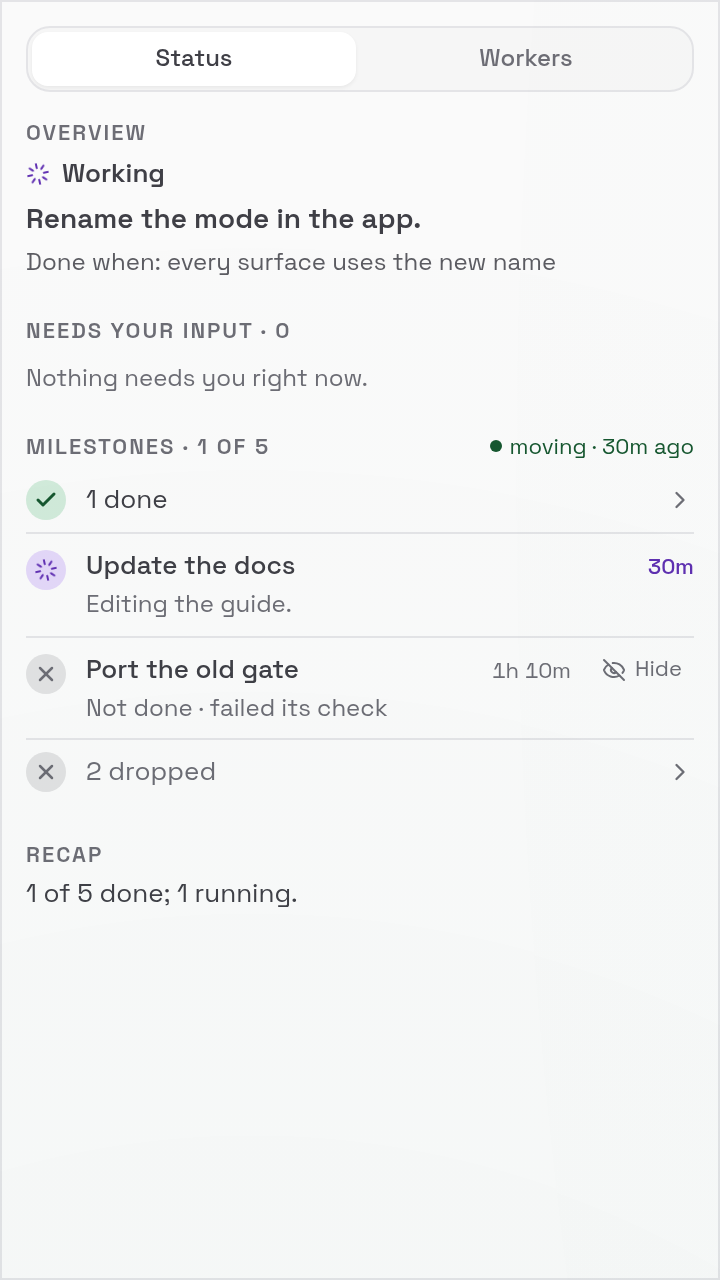 Status
Workers
OVERVIEW
Working
Rename the mode in the app.
Done when: every surface uses the new name
NEEDS YOUR INPUT · 0
Nothing needs you right now.
MILESTONES · 1 OF 5
moving · 30m ago
1 done
Update the docs
30m
Editing the guide.
Port the old gate
1h 10m
Hide
Not done · failed its check
2 dropped
RECAP
1 of 5 done; 1 running.